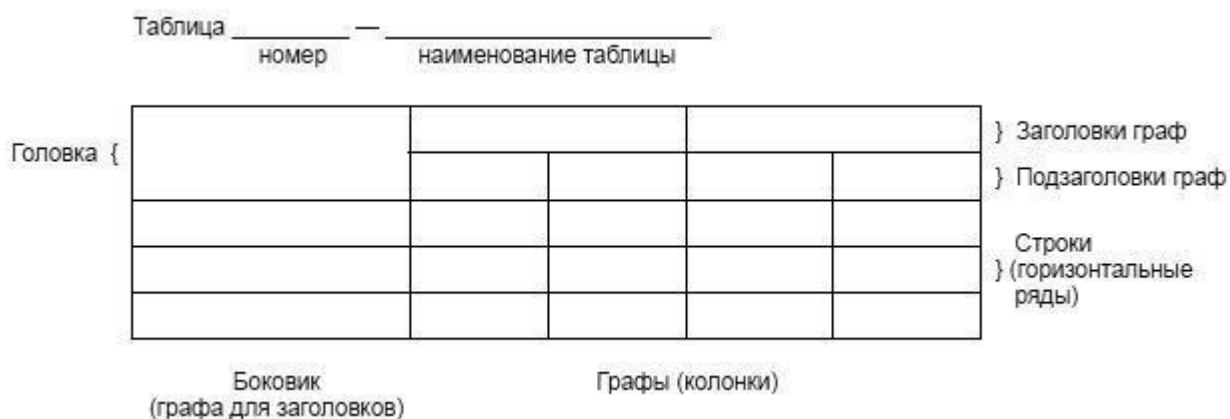 Таблица ________ — ______________________
номер наименование таблицы
Головка {
} Заголовки граф
} Подзаголовки граф
Строки
} (горизонтальные
ряды)
Боковик
(графа для заголовков)
Графы (колонки)